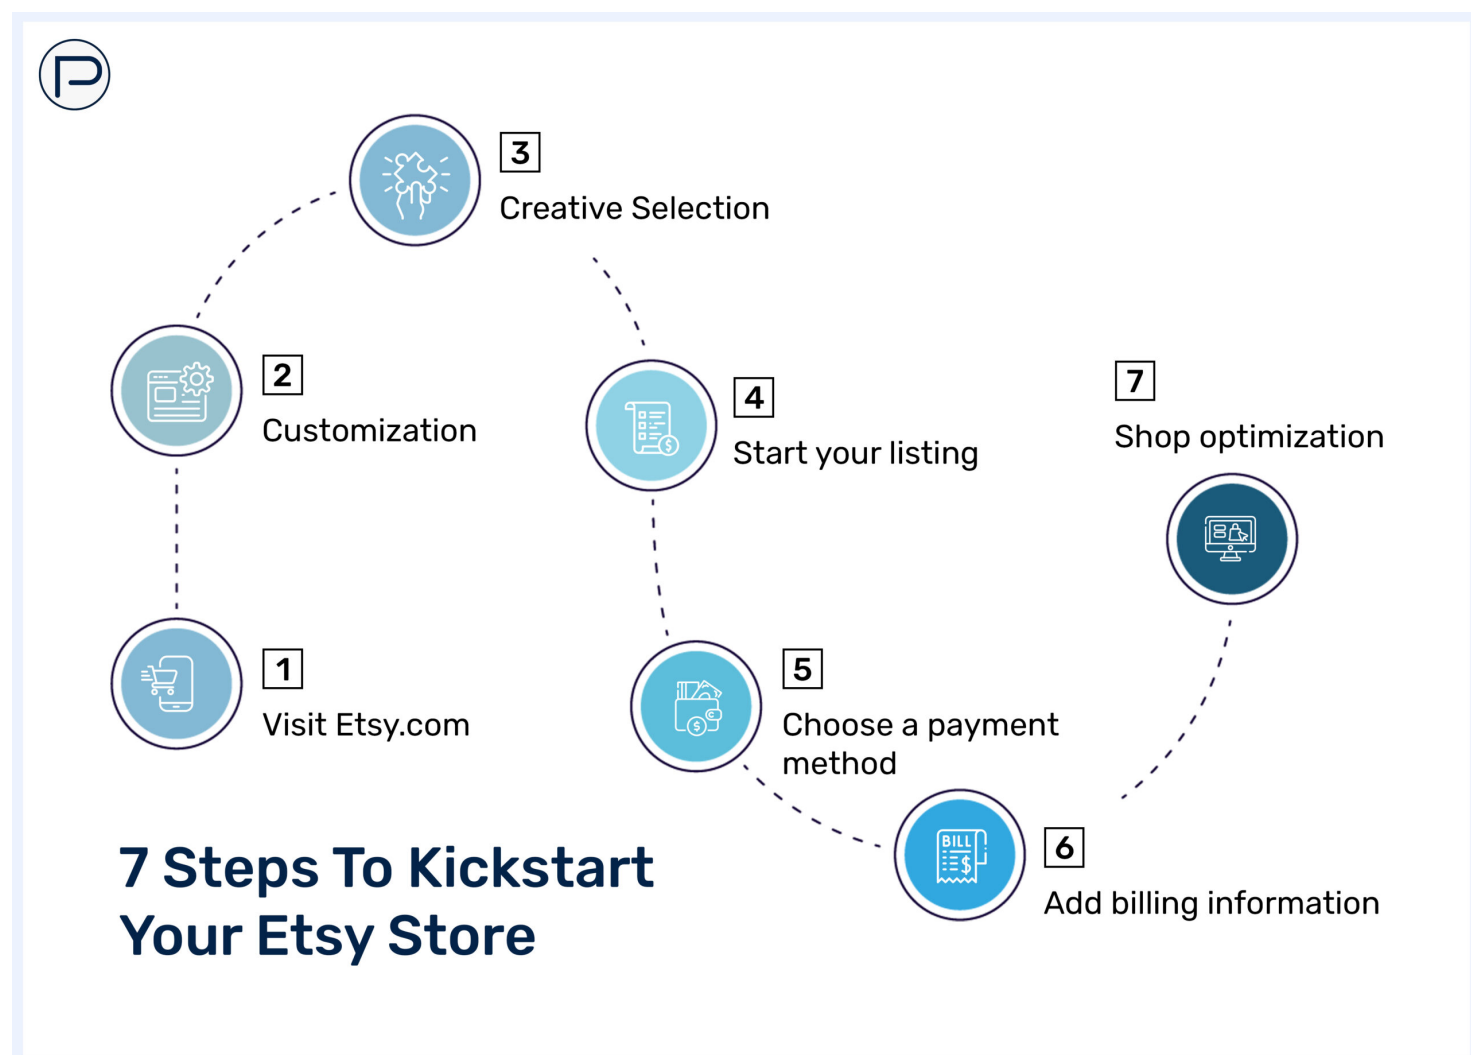 P
3
Creative Selection
2
Customization
4
Start your listing
7
Shop optimization
1
Visit Etsy.com
5
Choose a payment
method
BILL
$
6
Add billing information
7 Steps To Kickstart
Your Etsy Store